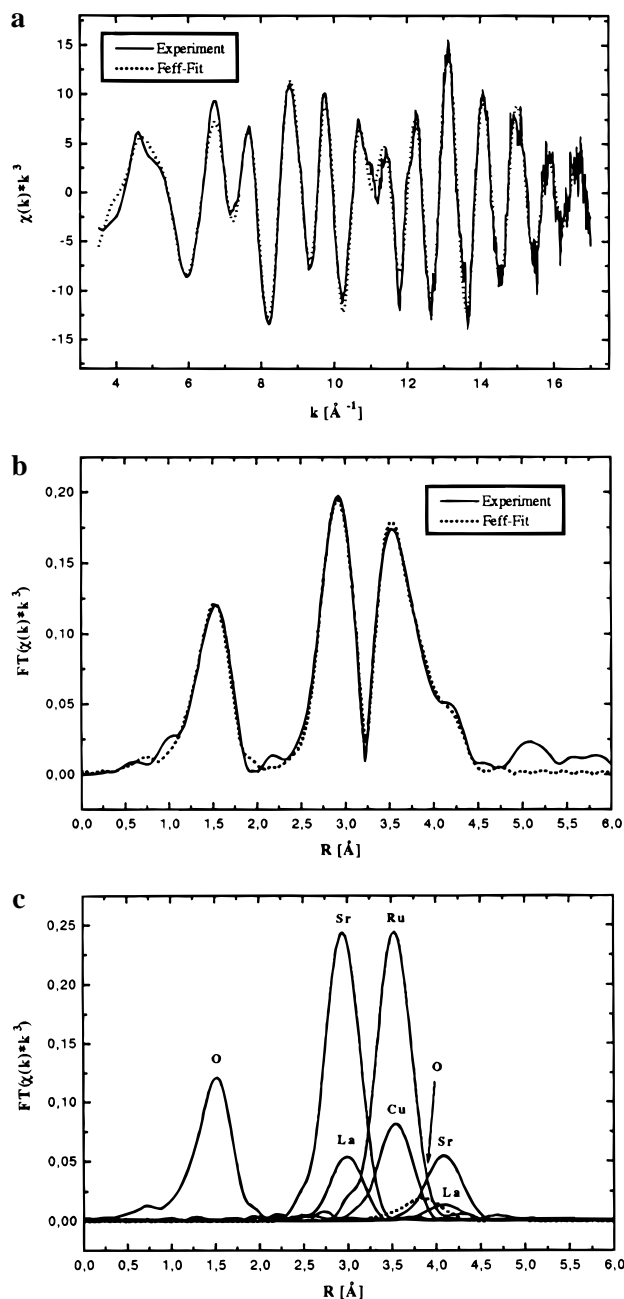 a
Experiment
Feff-Fit
χ(k)*k³
15
10
5
0
-5
-10
-15
4 6 8 10 12 14 16
k [Å⁻¹]
b
Experiment
Feff-Fit
FT(χ(k)*k³)
0,20
0,15
0,10
0,05
0,00
0,0 0,5 1,0 1,5 2,0 2,5 3,0 3,5 4,0 4,5 5,0 5,5 6,0
R [Å]
c
FT(χ(k)*k³)
0,25
0,20
0,15
0,10
0,05
0,00
Sr Ru
O
O
Cu
La
Sr
La
0,0 0,5 1,0 1,5 2,0 2,5 3,0 3,5 4,0 4,5 5,0 5,5 6,0
R [Å]